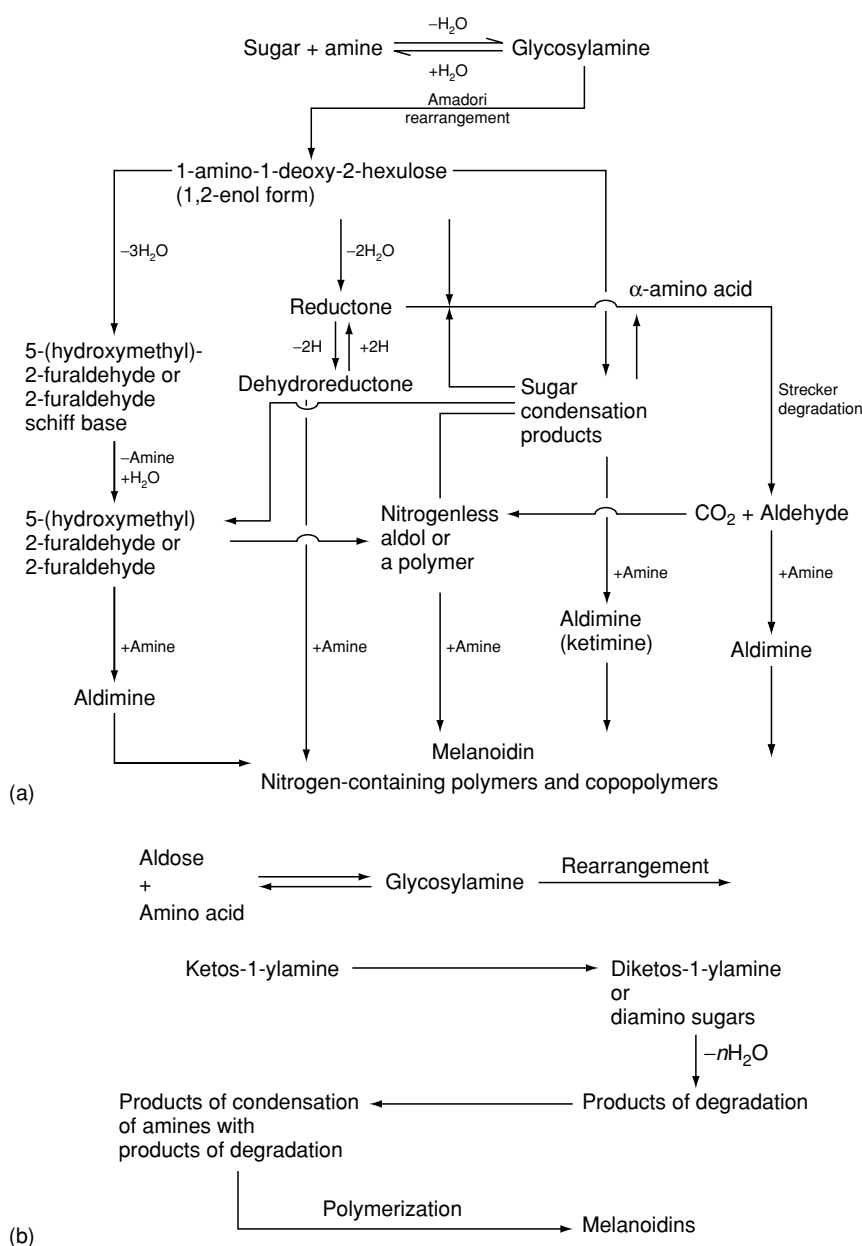 −H2O
Sugar + amine
Glycosylamine
+H2O
Amadori
rearrangement
1-amino-1-deoxy-2-hexulose
(1,2-enol form)
−3H2O
−2H2O
α-amino acid
Reductone
−2H
+2H
5-(hydroxymethyl)-
2-furaldehyde or
2-furaldehyde
schiff base
Dehydroreductone
Sugar
condensation
products
Strecker
degradation
−Amine
+H2O
5-(hydroxymethyl)
2-furaldehyde or
2-furaldehyde
Nitrogenless
aldol or
a polymer
CO2 + Aldehyde
+Amine
+Amine
Aldimine
(ketimine)
Aldimine
+Amine
+Amine
+Amine
Aldimine
Melanoidin
Nitrogen-containing polymers and copopolymers
(a)
Aldose
+
Amino acid
Glycosylamine
Rearrangement
Ketos-1-ylamine
Diketos-1-ylamine
or
diamino sugars
−nH2O
Products of degradation
Products of condensation
of amines with
products of degradation
Polymerization
Melanoidins
(b)